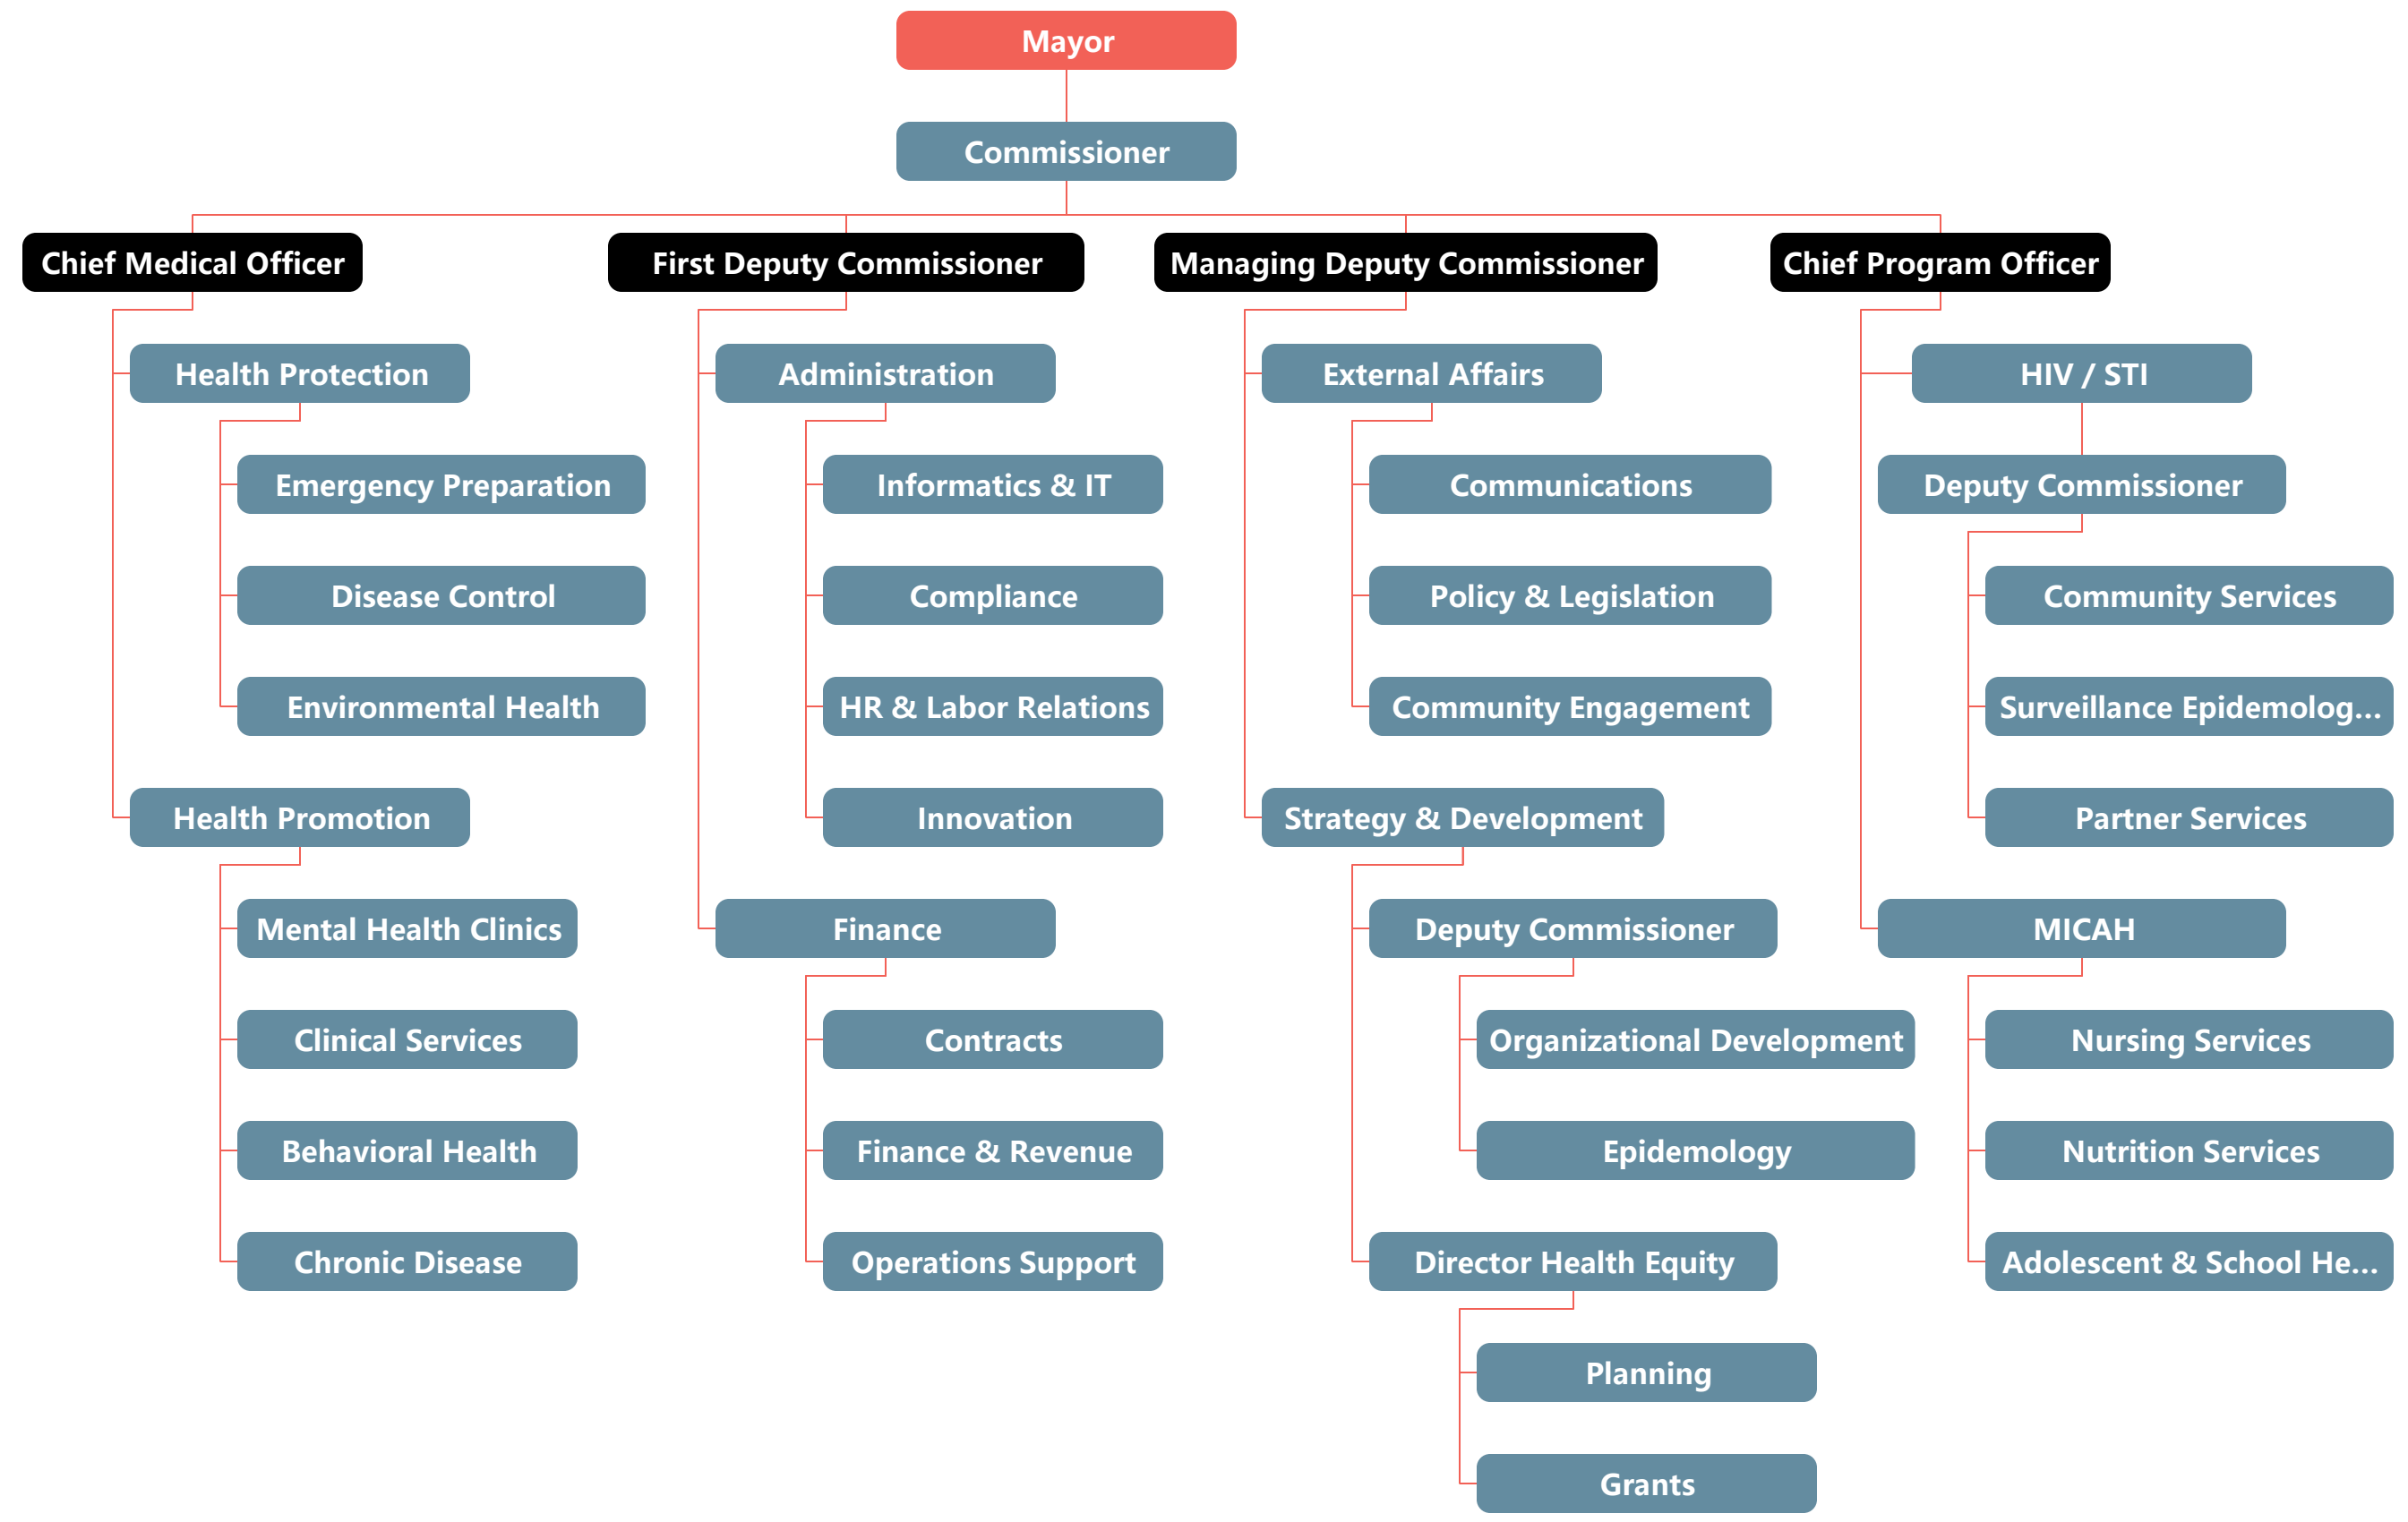 Mayor
Commissioner
Chief Medical Officer
First Deputy Commissioner
Managing Deputy Commissioner
Chief Program Officer
Health Protection
Administration
External Affairs
HIV / STI
Emergency Preparation
Informatics & IT
Communications
Deputy Commissioner
Disease Control
Compliance
Policy & Legislation
Community Services
Environmental Health
HR & Labor Relations
Community Engagement
Surveillance Epidemolog...
Health Promotion
Innovation
Strategy & Development
Partner Services
Mental Health Clinics
Finance
Deputy Commissioner
MICAH
Clinical Services
Contracts
Organizational Development
Nursing Services
Behavioral Health
Finance & Revenue
Epidemology
Nutrition Services
Chronic Disease
Operations Support
Director Health Equity
Adolescent & School He...
Planning
Grants